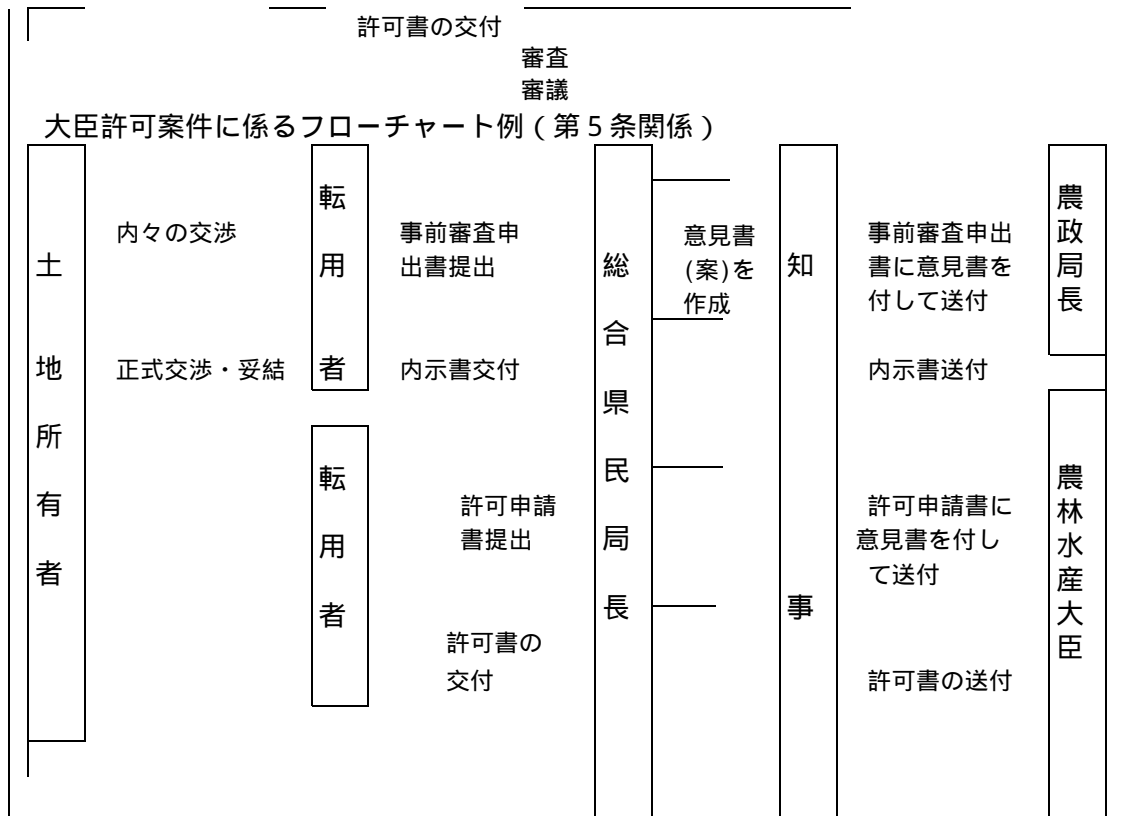 許可書の交付
審査
審議
大臣許可案件に係るフローチャート例(第5条関係)
土地所有者
内々の交渉
正式交渉・妥結
転用者
転用者
事前審査申
出書提出
内示書交付
許可申請
書提出
許可書の
交付
総合県民局長
意見書
(案)を
作成
知事
事前審査申出
書に意見書を
付して送付
内示書送付
許可申請書に
意見書を付し
て送付
許可書の送付
農政局長
農林水産大臣